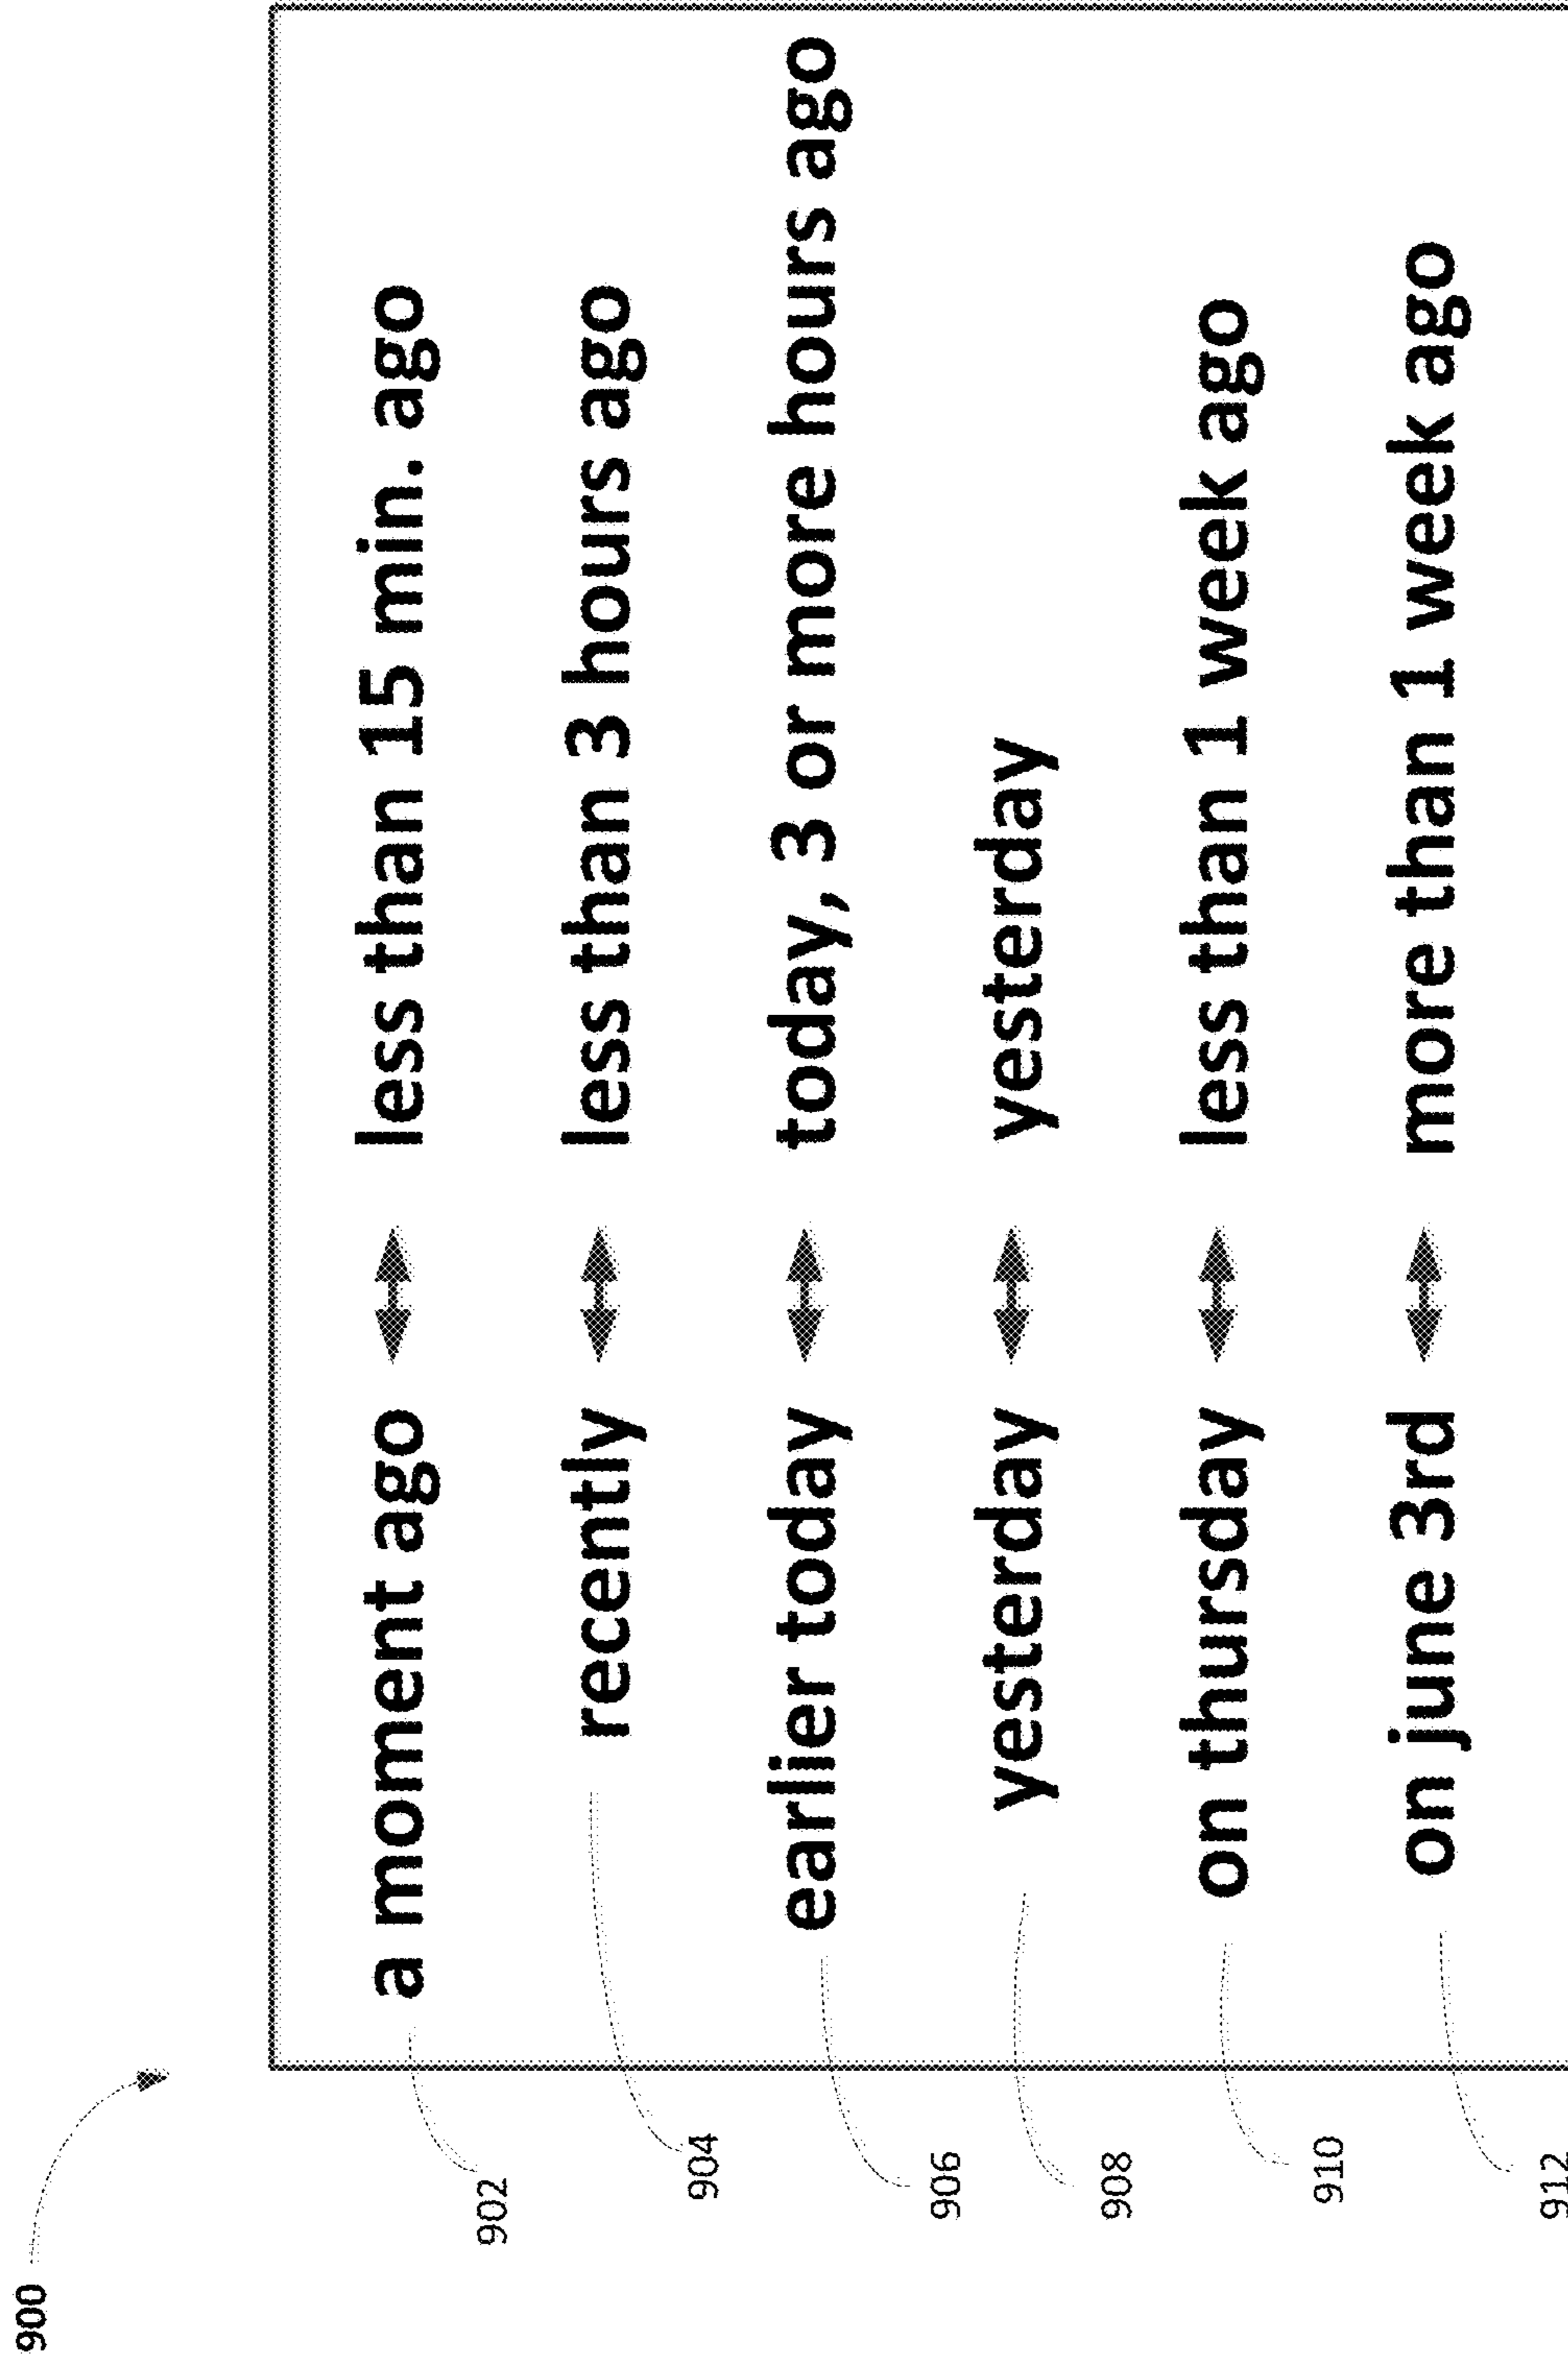 900
902 a moment ago less than 15 min. ago
904 recently less than 3 hours ago
906 earlier today today, 3 or more hours ago
908 yesterday yesterday
910 on thursday less than 1 week ago
912 on june 3rd more than 1 week ago